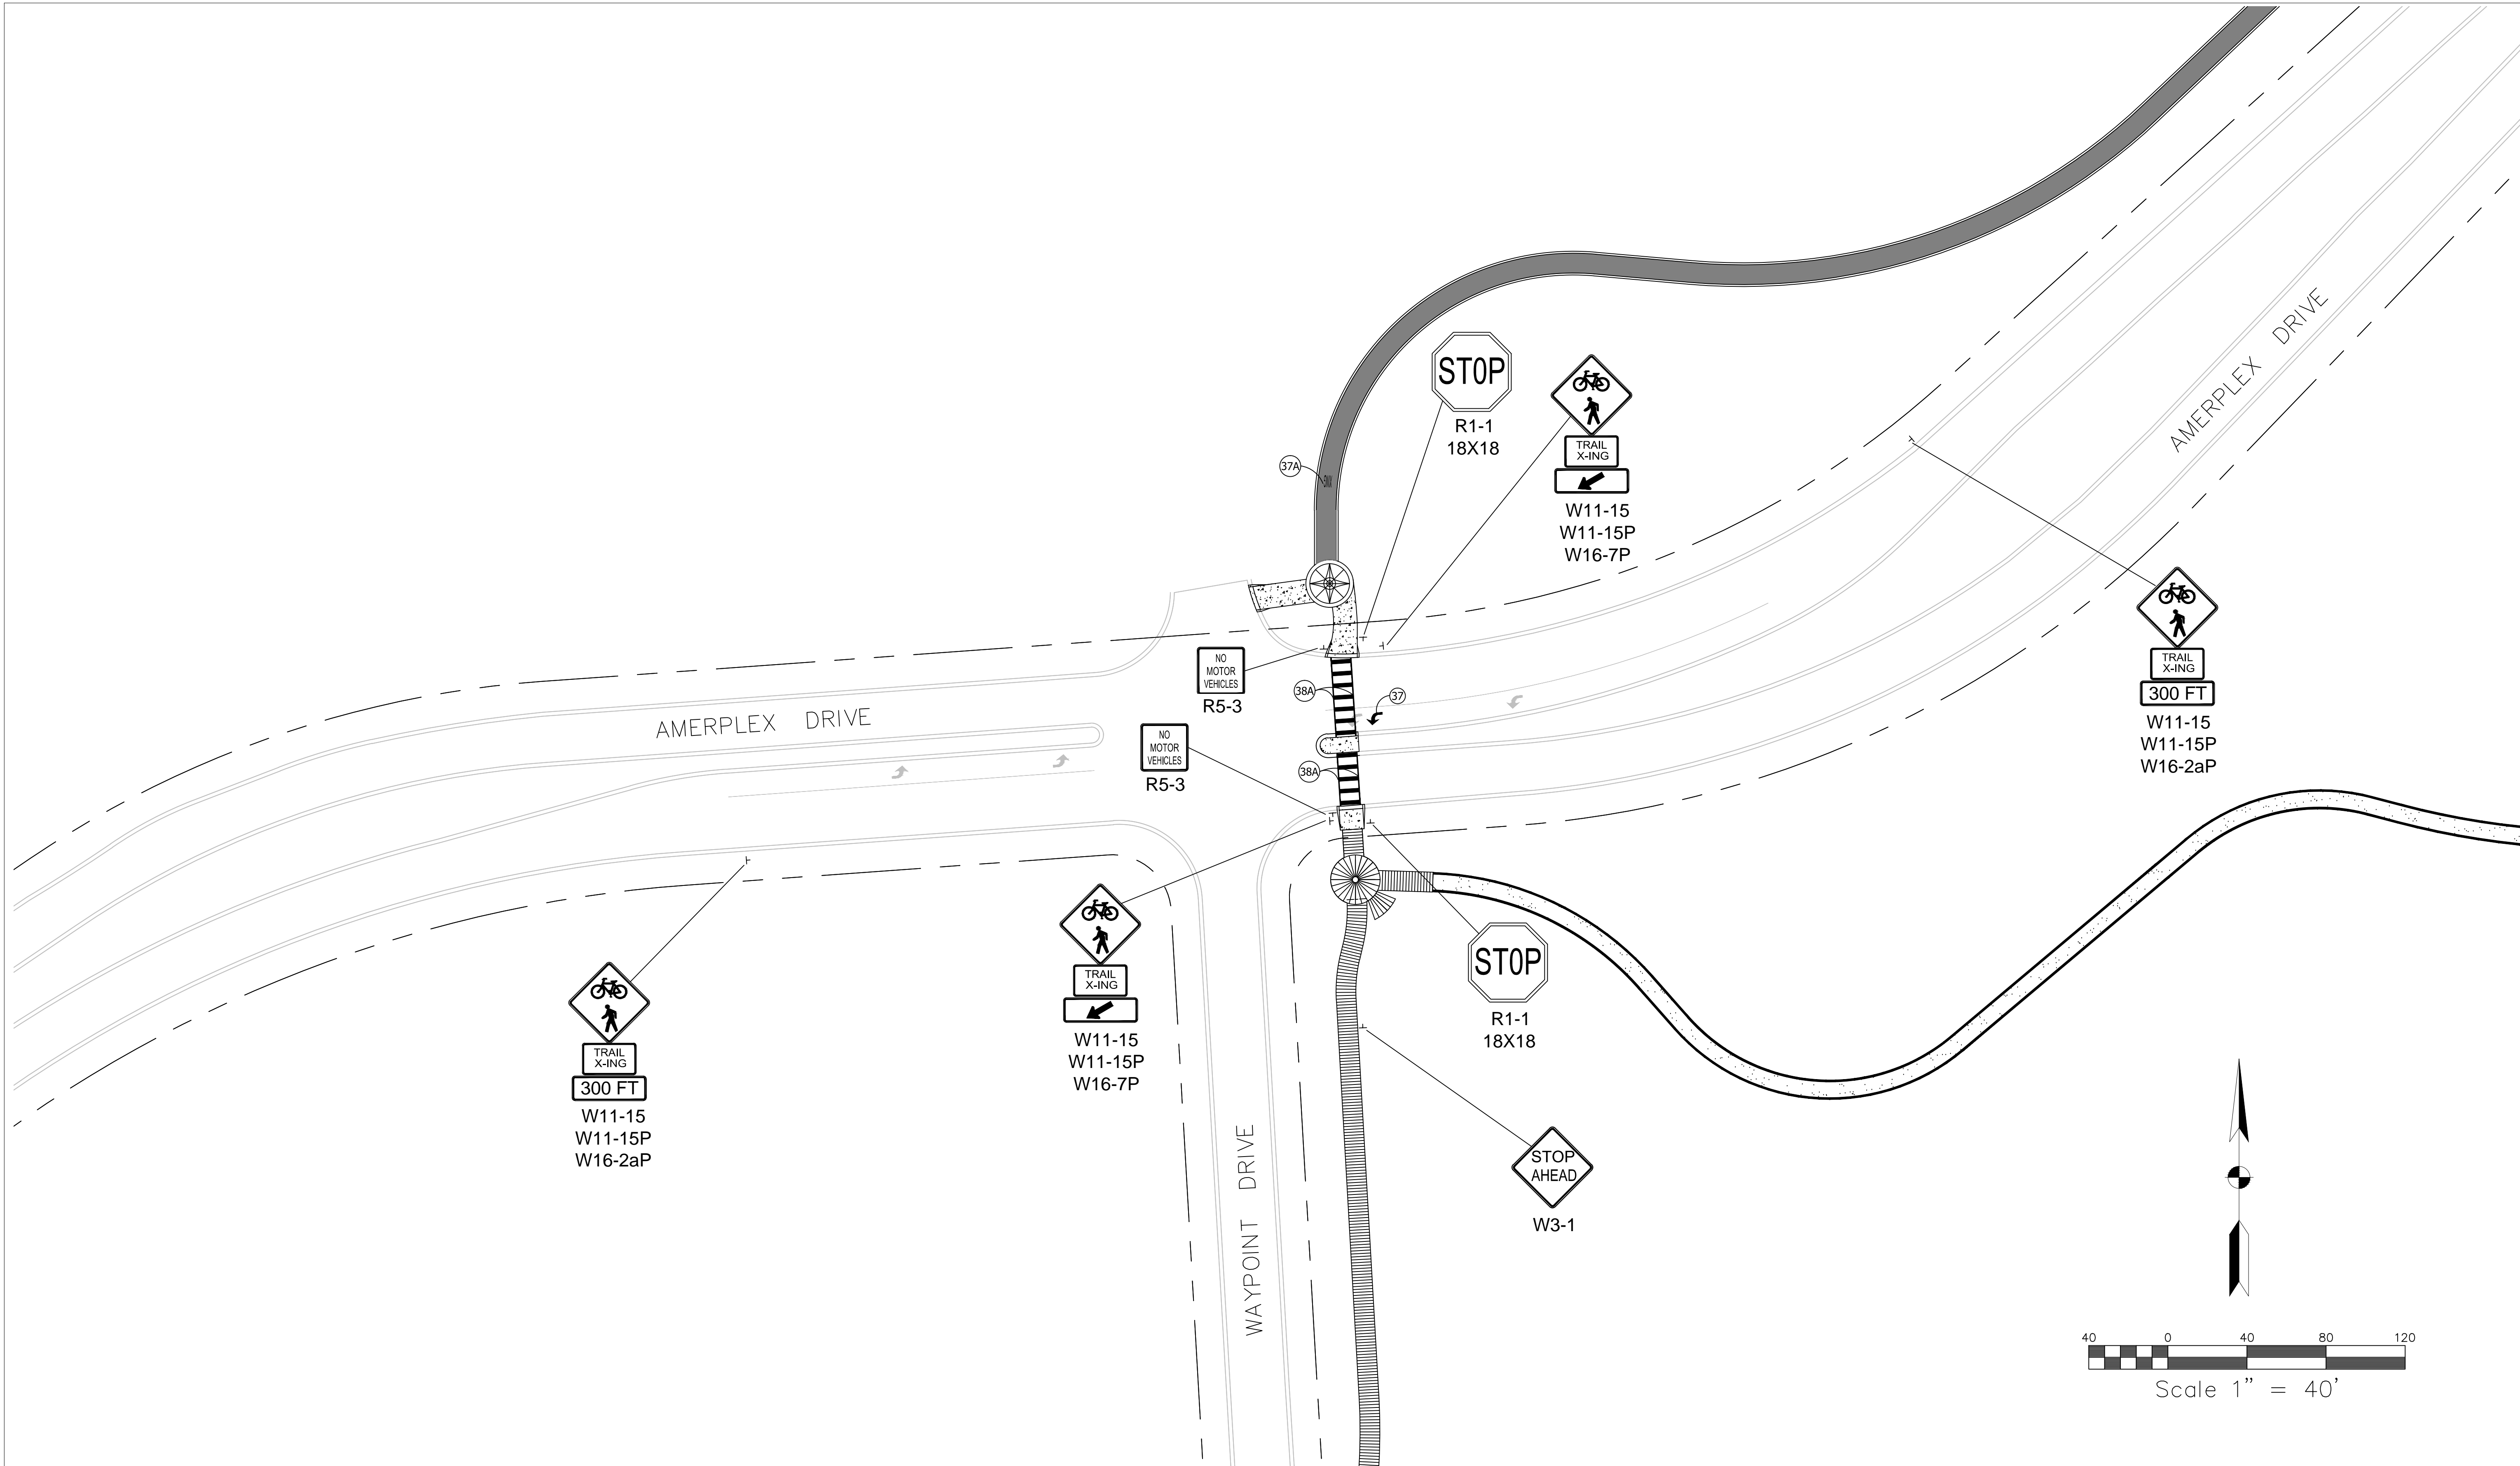 STOP
R1-1
18X18
TRAIL
X-ING
W11-15
W11-15P
W16-7P
AMERPLEX DRIVE
37A
TRAIL
X-ING
300 FT
W11-15
W11-15P
W16-2aP
NO
MOTOR
VEHICLES
R5-3
38A
37
AMERPLEX DRIVE
NO
MOTOR
VEHICLES
R5-3
38A
TRAIL
X-ING
W11-15
W11-15P
W16-7P
STOP
R1-1
18X18
TRAIL
X-ING
300 FT
W11-15
W11-15P
W16-2aP
WAYPOINT DRIVE
STOP
AHEAD
W3-1
40 0 40 80 120
Scale 1" = 40'